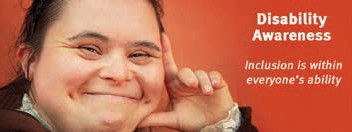 Disability
Awareness
Inclusion is within
everyone's ability